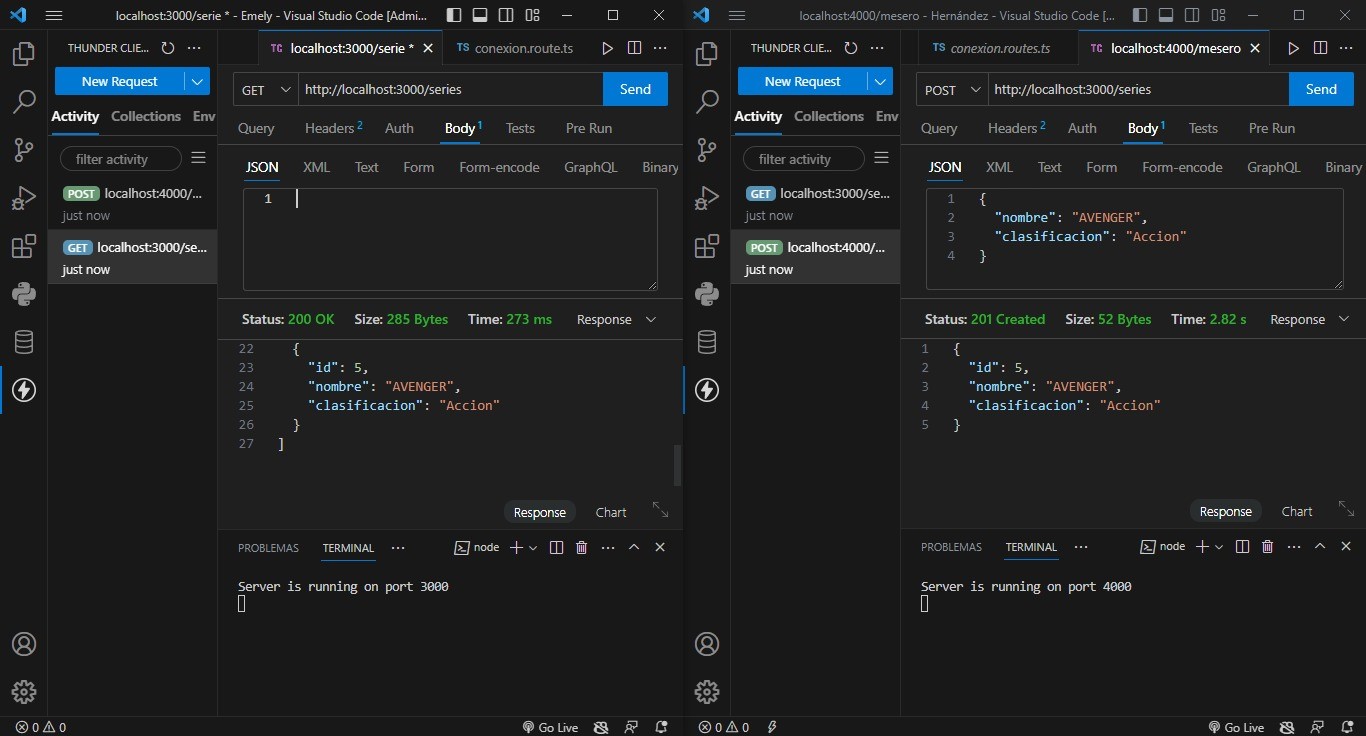 localhost:3000/serie * - Emely - Visual Studio Code [Admi...
THUNDER CLIE...
New Request
Activity Collections Env
filter activity
POST localhost:4000/...
just now
GET localhost:3000/se...
just now
TC localhost:3000/serie *
TS conexion.route.ts
GET http://localhost:3000/series Send
Query Headers 2 Auth Body 1 Tests Pre Run
JSON XML Text Form Form-encode GraphQL Binary
1
Status: 200 OK Size: 285 Bytes Time: 273 ms Response
22 {
23 "id": 5,
24 "nombre": "AVENGER",
25 "clasificacion": "Accion"
26 }
27 ]
Response Chart
PROBLEMAS TERMINAL ... node
Server is running on port 3000
0 0 Go Live
localhost:4000/mesero - Hernández - Visual Studio Code [...
THUNDER CLIE...
New Request
Activity Collections Env
filter activity
GET localhost:3000/se...
just now
POST localhost:4000/...
just now
TS conexion.routes.ts
TC localhost:4000/mesero
POST http://localhost:3000/series Send
Query Headers 2 Auth Body 1 Tests Pre Run
JSON XML Text Form Form-encode GraphQL Binary
1 {
2 "nombre": "AVENGER",
3 "clasificacion": "Accion"
4 }
Status: 201 Created Size: 52 Bytes Time: 2.82 s Response
1 {
2 "id": 5,
3 "nombre": "AVENGER",
4 "clasificacion": "Accion"
5 }
Response Chart
PROBLEMAS TERMINAL ... node
Server is running on port 4000
0 0 Go Live